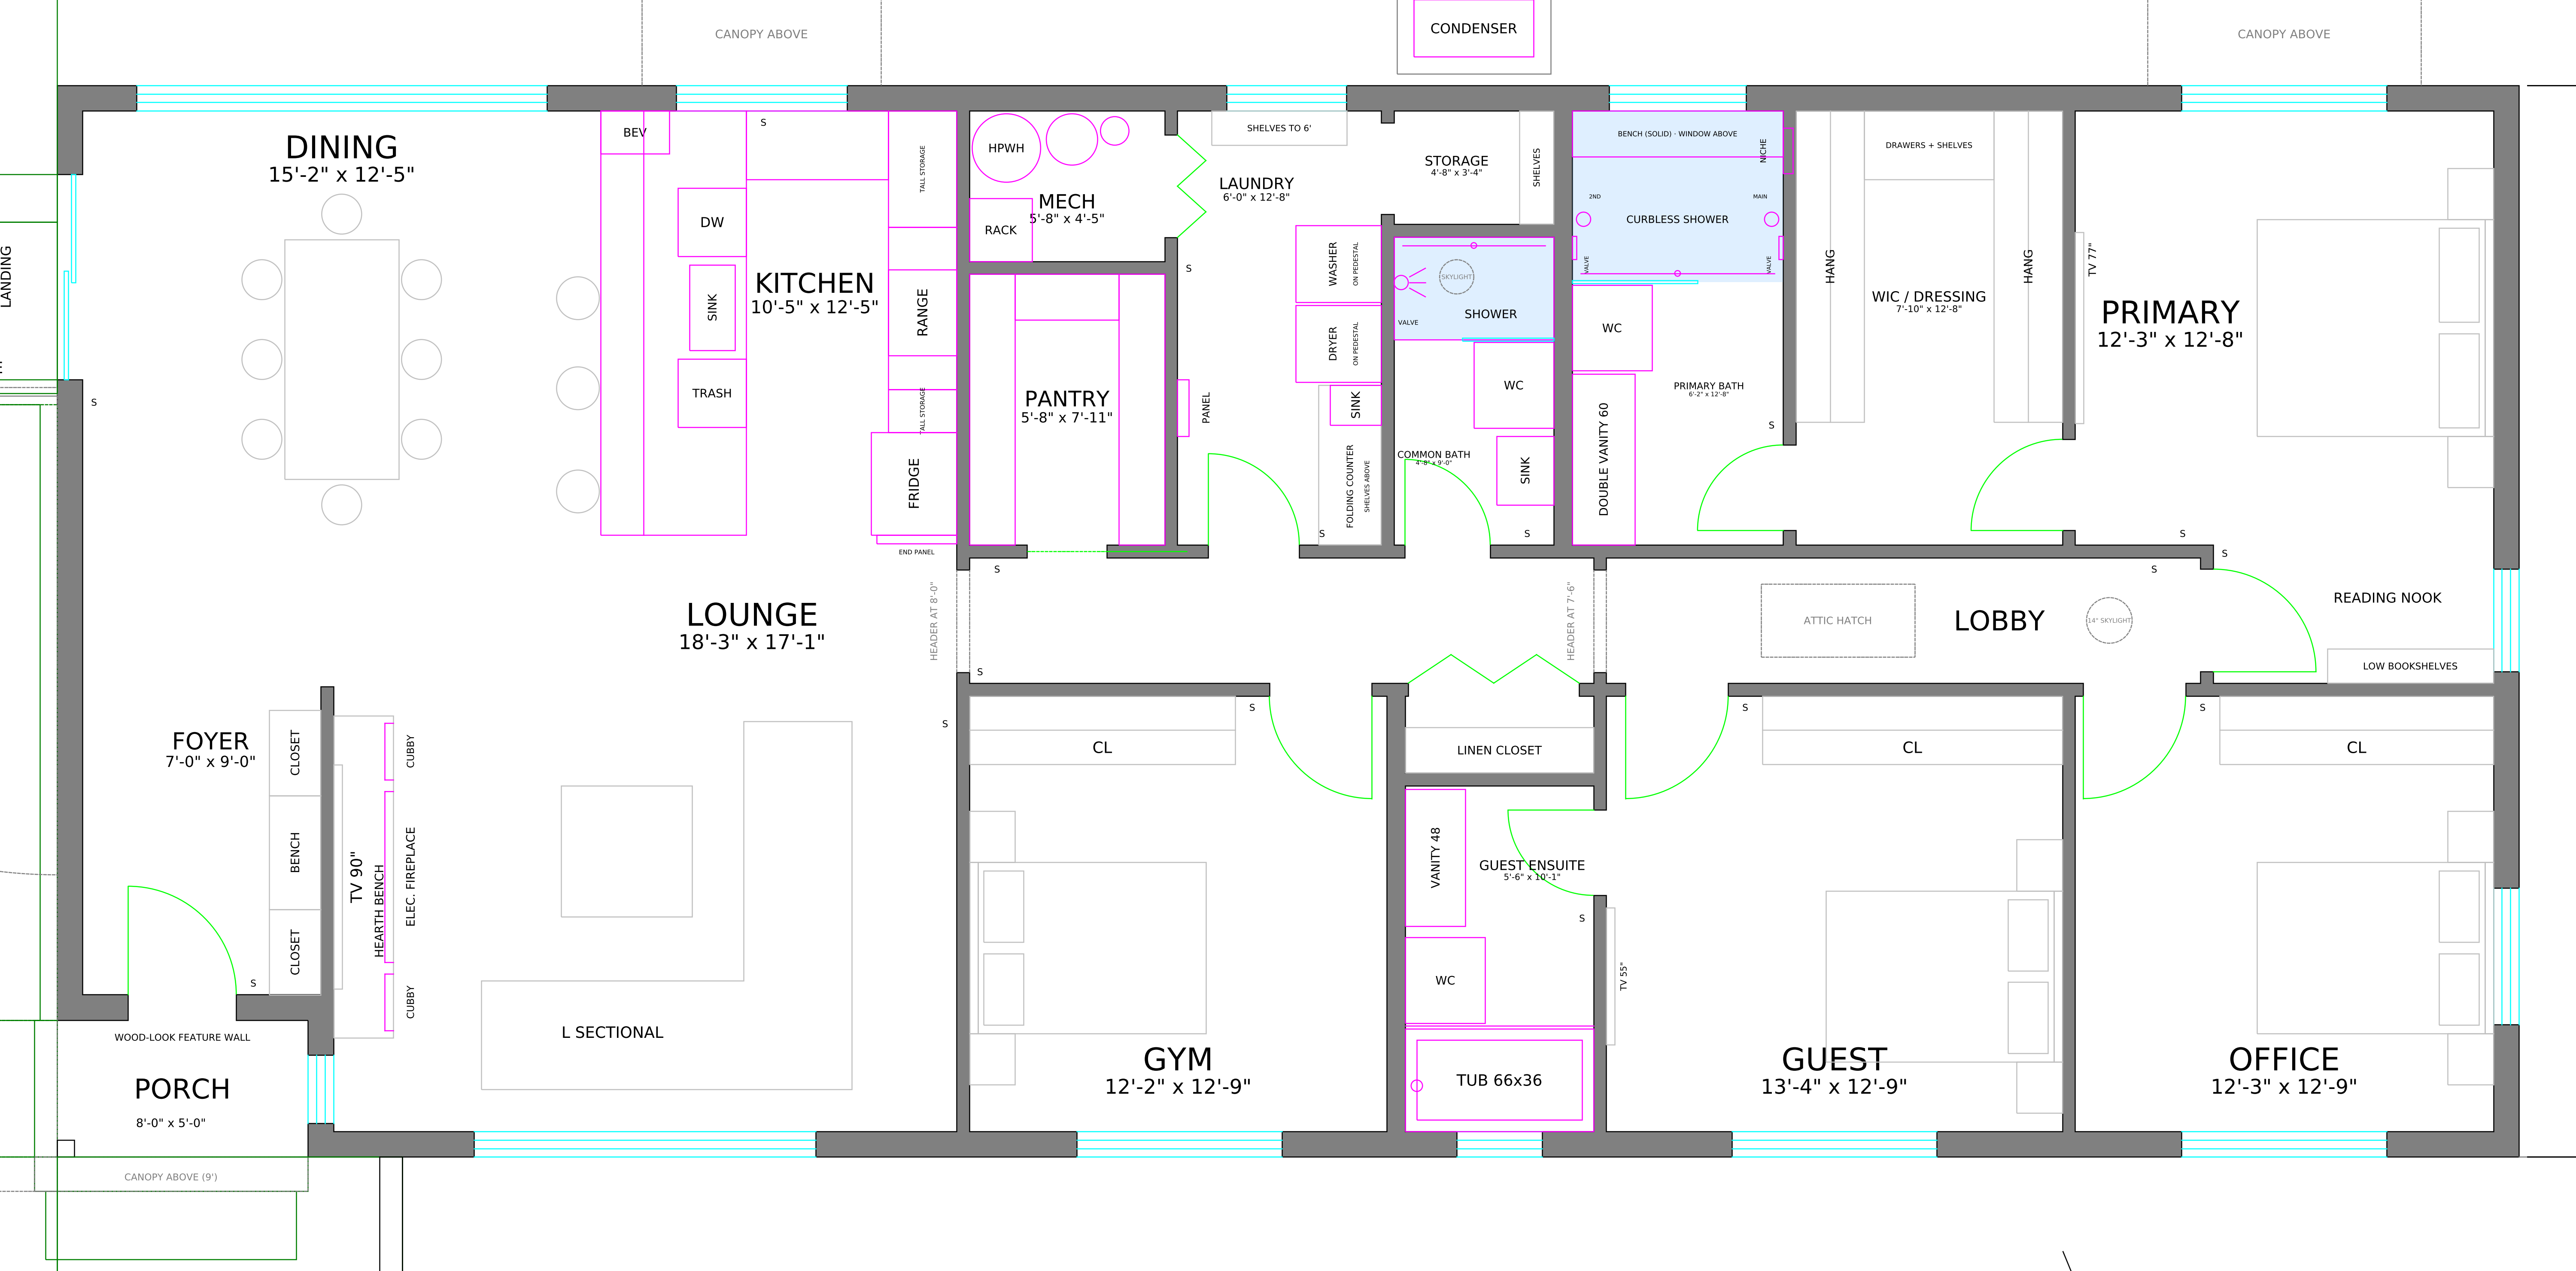 CONDENSER
CANOPY ABOVE
CANOPY ABOVE
DINING
15'-2" x 12'-5"
BEV
S
TALL STORAGE
HPWH
MECH
5'-8" x 4'-5"
RACK
SHELVES TO 6'
LAUNDRY
6'-0" x 12'-8"
STORAGE
4'-8" x 3'-4"
SHELVES
BENCH (SOLID) · WINDOW ABOVE
NICHE
2ND
MAIN
CURBLESS SHOWER
VALVE
VALVE
DRAWERS + SHELVES
HANG
HANG
WIC / DRESSING
7'-10" x 12'-8"
TV 77"
PRIMARY
12'-3" x 12'-8"
LANDING
DW
SINK
TRASH
KITCHEN
10'-5" x 12'-5"
RANGE
TALL STORAGE
FRIDGE
END PANEL
PANTRY
5'-8" x 7'-11"
S
PANEL
WASHER
ON PEDESTAL
DRYER
ON PEDESTAL
SINK
FOLDING COUNTER
SHELVES ABOVE
S
SKYLIGHT
SHOWER
VALVE
WC
COMMON BATH
4'-8" x 9'-0"
SINK
S
WC
DOUBLE VANITY 60
PRIMARY BATH
6'-2" x 12'-8"
S
S
S
S
S
S
LOUNGE
18'-3" x 17'-1"
HEADER AT 8'-0"
S
S
HEADER AT 7'-6"
ATTIC HATCH
LOBBY
14" SKYLIGHT
READING NOOK
LOW BOOKSHELVES
FOYER
7'-0" x 9'-0"
CLOSET
BENCH
CLOSET
S
TV 90"
HEARTH BENCH
CUBBY
ELEC. FIREPLACE
CUBBY
L SECTIONAL
CL
S
LINEN CLOSET
S
CL
S
CL
VANITY 48
GUEST ENSUITE
5'-6" x 10'-1"
S
WC
TUB 66x36
TV 55"
GYM
12'-2" x 12'-9"
GUEST
13'-4" x 12'-9"
OFFICE
12'-3" x 12'-9"
WOOD-LOOK FEATURE WALL
PORCH
8'-0" x 5'-0"
CANOPY ABOVE (9')